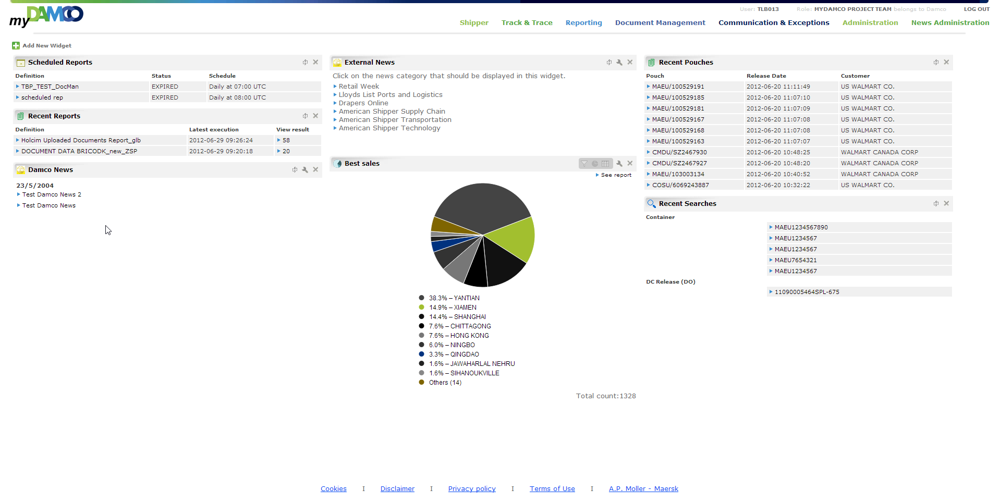 myDAMCO
User: TLB013 Role: MYDAMCO PROJECT TEAM belongs to Damco LOG OUT
Shipper Track & Trace Reporting Document Management Communication & Exceptions Administration News Administration
Add New Widget
Scheduled Reports
Definition Status Schedule
TBP_TEST_DocMan EXPIRED Daily at 07:00 UTC
scheduled rep EXPIRED Daily at 08:00 UTC
Recent Reports
Definition Latest execution View result
Holcim Uploaded Documents Report_glb 2012-06-29 09:26:24 58
DOCUMENT DATA BRICODK_new_ZSP 2012-06-29 09:20:18 20
Damco News
23/5/2004
Test Damco News 2
Test Damco News
External News
Click on the news category that should be displayed in this widget.
Retail Week
Lloyds List Ports and Logistics
Drapers Online
American Shipper Supply Chain
American Shipper Transportation
American Shipper Technology
Best sales
See report
38.3% – YANTIAN
14.9% – XIAMEN
14.4% – SHANGHAI
7.6% – CHITTAGONG
7.6% – HONG KONG
6.0% – NINGBO
3.3% – QINGDAO
1.6% – JAWAHARLAL NEHRU
1.6% – SIHANOUKVILLE
Others (14)
Total count:1328
Recent Pouches
Pouch Release Date Customer
MAEU/100529191 2012-06-20 11:11:49 US WALMART CO.
MAEU/100529185 2012-06-20 11:07:10 US WALMART CO.
MAEU/100529181 2012-06-20 11:07:09 US WALMART CO.
MAEU/100529167 2012-06-20 11:07:08 US WALMART CO.
MAEU/100529168 2012-06-20 11:07:08 US WALMART CO.
MAEU/100529163 2012-06-20 11:07:07 US WALMART CO.
CMDU/SZ2467930 2012-06-20 10:48:25 WALMART CANADA CORP
CMDU/SZ2467927 2012-06-20 10:48:20 WALMART CANADA CORP
MAEU/103003134 2012-06-20 10:40:52 WALMART CANADA CORP
COSU/6069243887 2012-06-20 10:32:22 US WALMART CO.
Recent Searches
Container
MAEU1234567890
MAEU1234567
MAEU1234567
MAEU7654321
MAEU1234567
DC Release (DO)
11090005464SPL-675
Cookies I Disclaimer I Privacy policy I Terms of Use I A.P. Moller - Maersk